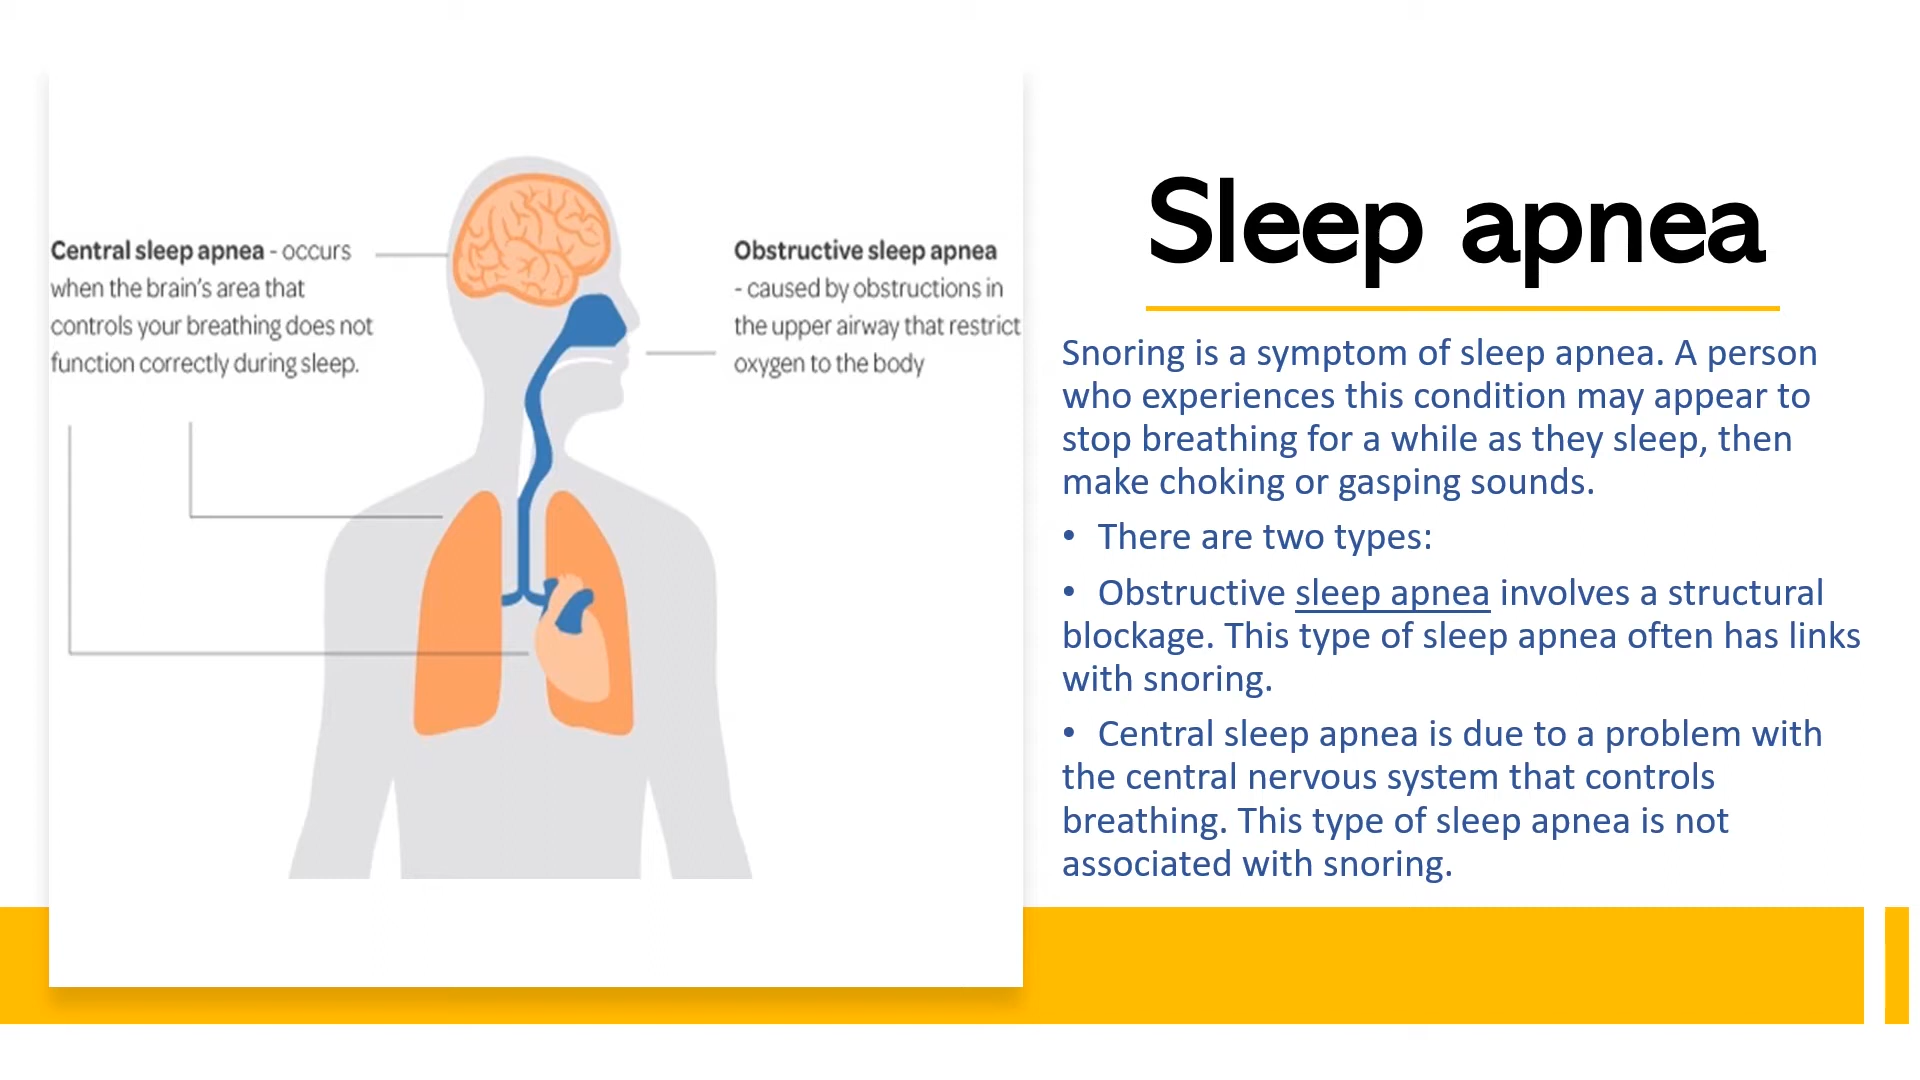 Central sleep apnea - occurs
when the brain's area that
controls your breathing does not
function correctly during sleep.
Obstructive sleep apnea
- caused by obstructions in
the upper airway that restrict
oxygen to the body
Sleep apnea
Snoring is a symptom of sleep apnea. A person
who experiences this condition may appear to
stop breathing for a while as they sleep, then
make choking or gasping sounds.
• There are two types:
• Obstructive sleep apnea involves a structural
blockage. This type of sleep apnea often has links
with snoring.
• Central sleep apnea is due to a problem with
the central nervous system that controls
breathing. This type of sleep apnea is not
associated with snoring.